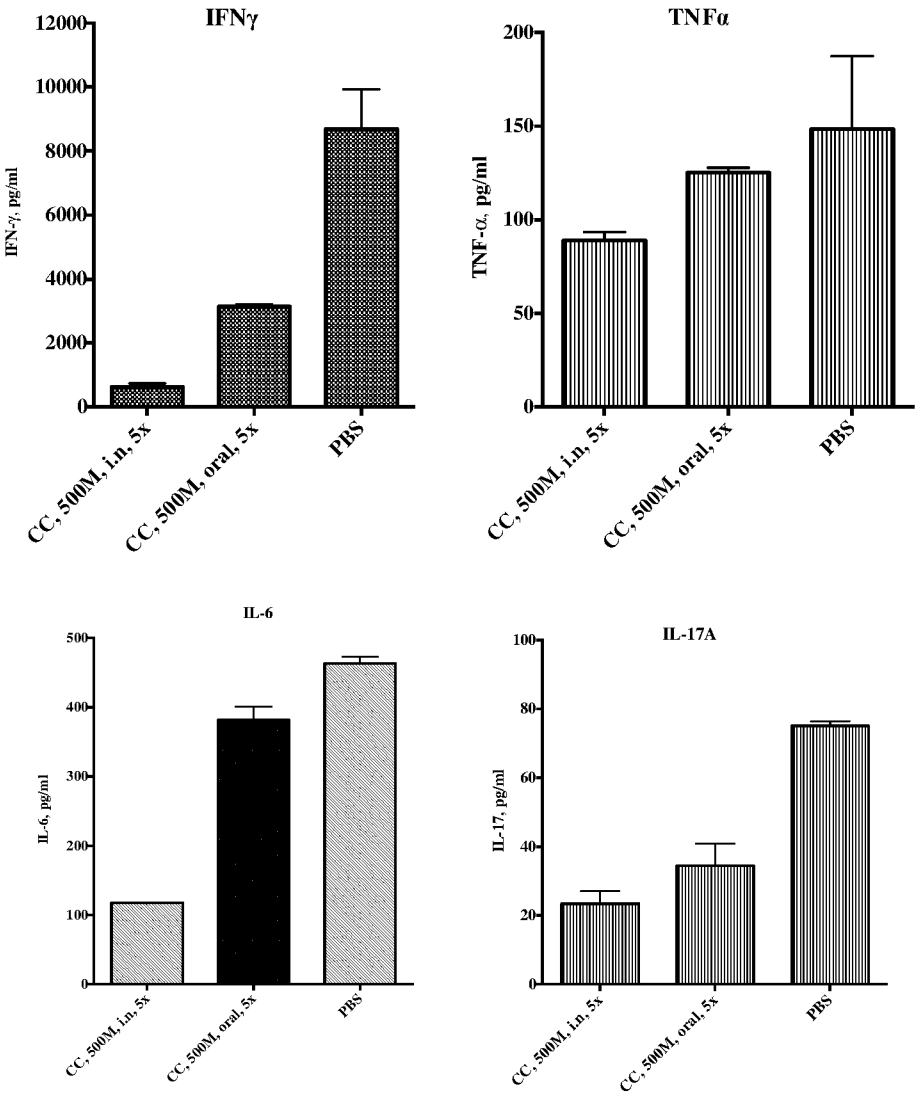 IFNγ
12000
10000
8000
6000
4000
2000
0
IFN-γ, pg/ml
CC, 500M, i.n, 5x
CC, 500M, oral, 5x
PBS
TNFα
200
150
100
50
0
TNF-α, pg/ml
CC, 500M, i.n, 5x
CC, 500M, oral, 5x
PBS
IL-6
500
400
300
200
100
0
IL-6, pg/ml
CC, 500M, i.n, 5x
CC, 500M, oral, 5x
PBS
IL-17A
100
80
60
40
20
0
IL-17, pg/ml
CC, 500M, i.n, 5x
CC, 500M, oral, 5x
PBS